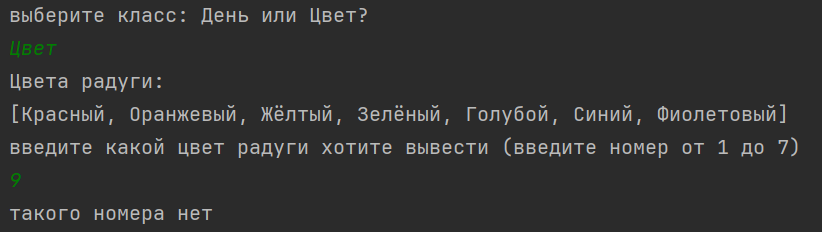 выберите класс: День или Цвет?
Цвет
Цвета радуги:
[Красный, Оранжевый, Жёлтый, Зелёный, Голубой, Синий, Фиолетовый]
введите какой цвет радуги хотите вывести (введите номер от 1 до 7)
9
такого номера нет